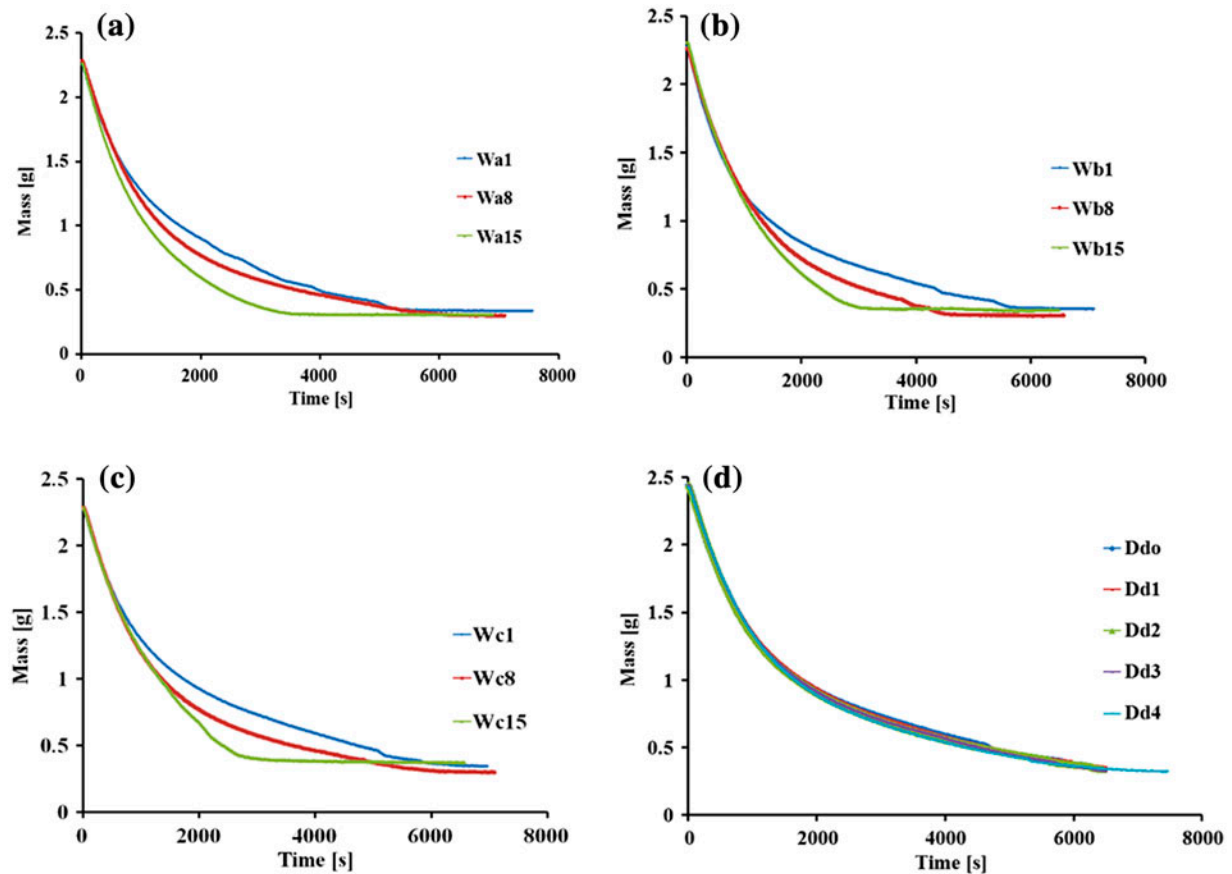 (a)
2.5
2
1.5
1
0.5
0
Mass [g]
0 2000 4000 6000 8000
Time [s]
Wa1
Wa8
Wa15
(b)
2.5
2
1.5
1
0.5
0
Mass [g]
0 2000 4000 6000 8000
Time [s]
Wb1
Wb8
Wb15
(c)
2.5
2
1.5
1
0.5
0
Mass [g]
0 2000 4000 6000 8000
Time [s]
Wc1
Wc8
Wc15
(d)
2.5
2
1.5
1
0.5
0
Mass [g]
0 2000 4000 6000 8000
Time [s]
Ddo
Dd1
Dd2
Dd3
Dd4